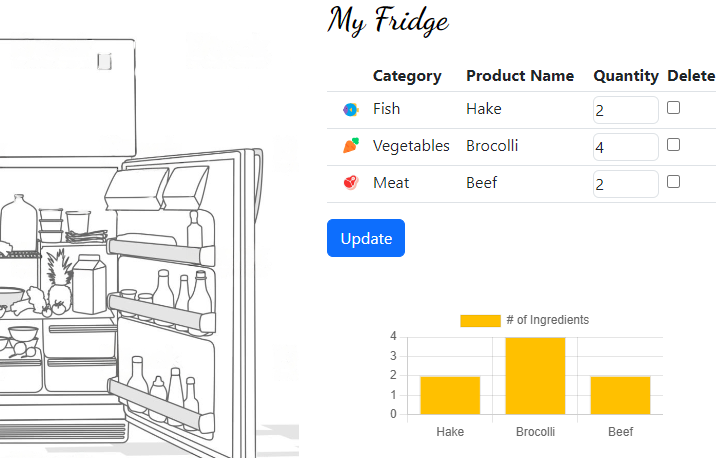 My Fridge
Category Product Name Quantity Delete
Fish Hake 2
Vegetables Brocolli 4
Meat Beef 2
Update
# of Ingredients
4
3
2
1
0
Hake Brocolli Beef